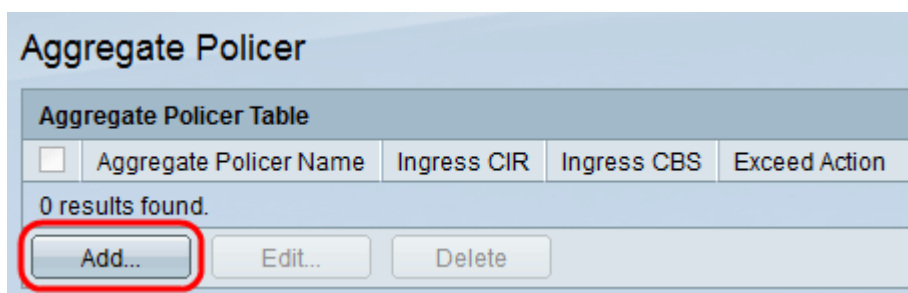 Aggregate Policer
Aggregate Policer Table
Aggregate Policer Name Ingress CIR Ingress CBS Exceed Action
0 results found.
Add... Edit... Delete